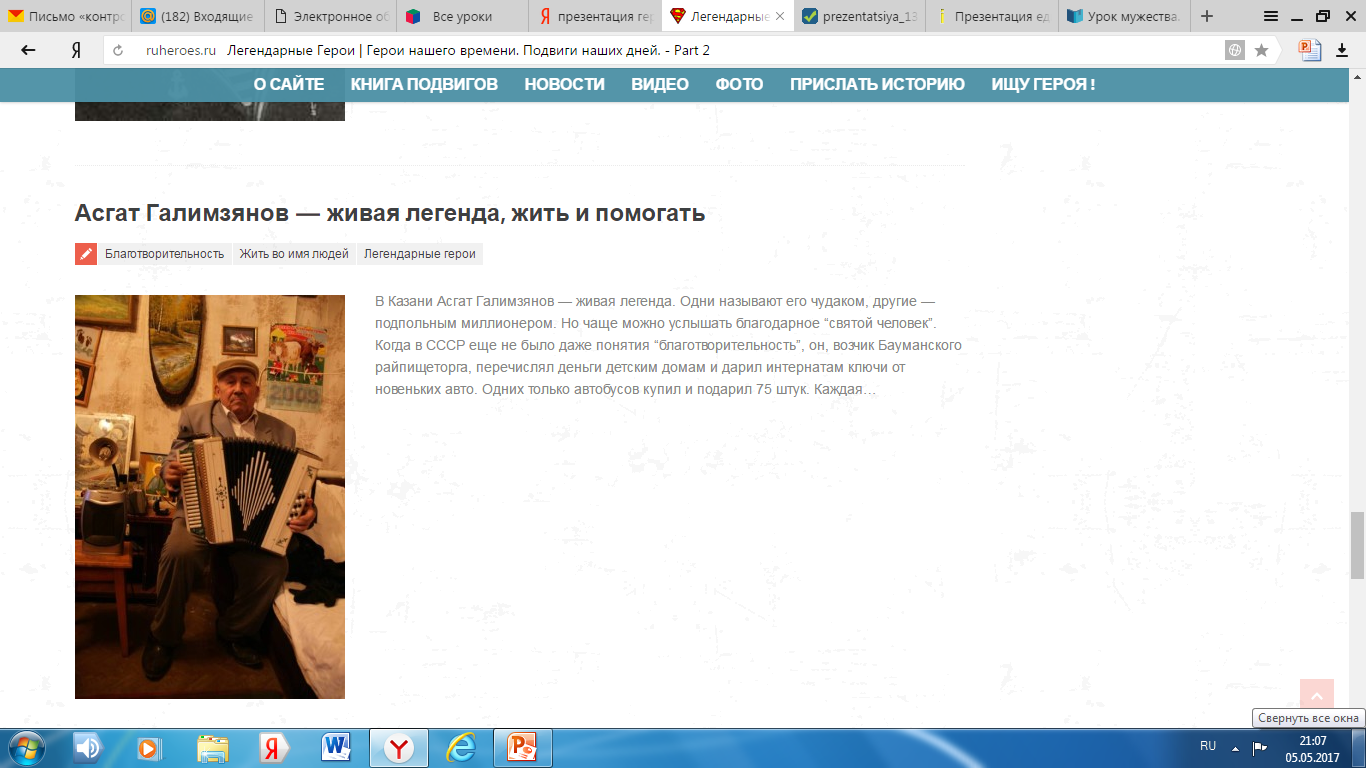 Письмо «контро
(182) Входящие
Электронное об
Все уроки
презентация гер
Легендарные
prezentatsiya_13
Презентация ед
Урок мужества.
ruheroes.ru Легендарные Герои | Герои нашего времени. Подвиги наших дней. - Part 2
О САЙТЕ КНИГА ПОДВИГОВ НОВОСТИ ВИДЕО ФОТО ПРИСЛАТЬ ИСТОРИЮ ИЩУ ГЕРОЯ !
Асгат Галимзянов — живая легенда, жить и помогать
Благотворительность Жить во имя людей Легендарные герои
В Казани Асгат Галимзянов — живая легенда. Одни называют его чудаком, другие —
подпольным миллионером. Но чаще можно услышать благодарное “святой человек”.
Когда в СССР еще не было даже понятия “благотворительность”, он, возчик Бауманского
райпищеторга, перечислял деньги детским домам и дарил интернатам ключи от
новеньких авто. Одних только автобусов купил и подарил 75 штук. Каждая…
2009
Свернуть все окна
RU
21:07
05.05.2017